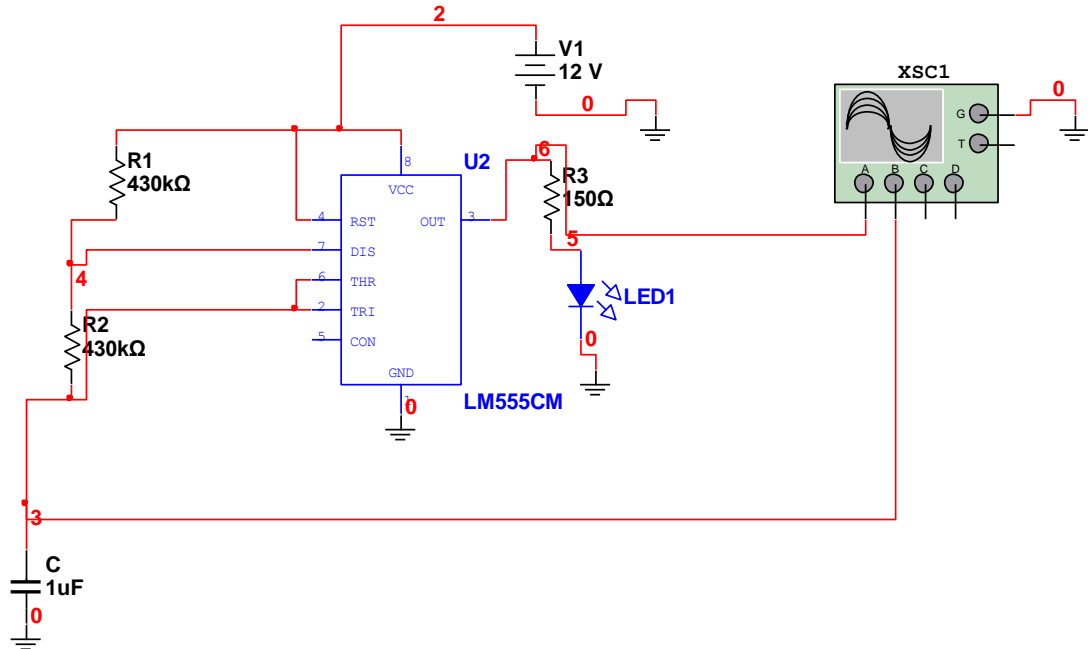 2
V1
12 V
0
XSC1
0
G
T
A
B
C
D
R1
430kΩ
8
U2
6
R3
150Ω
VCC
4
RST
OUT
3
7
DIS
5
4
6
THR
LED1
2
TRI
R2
430kΩ
5
CON
0
GND
1
0
LM555CM
3
C
1uF
0